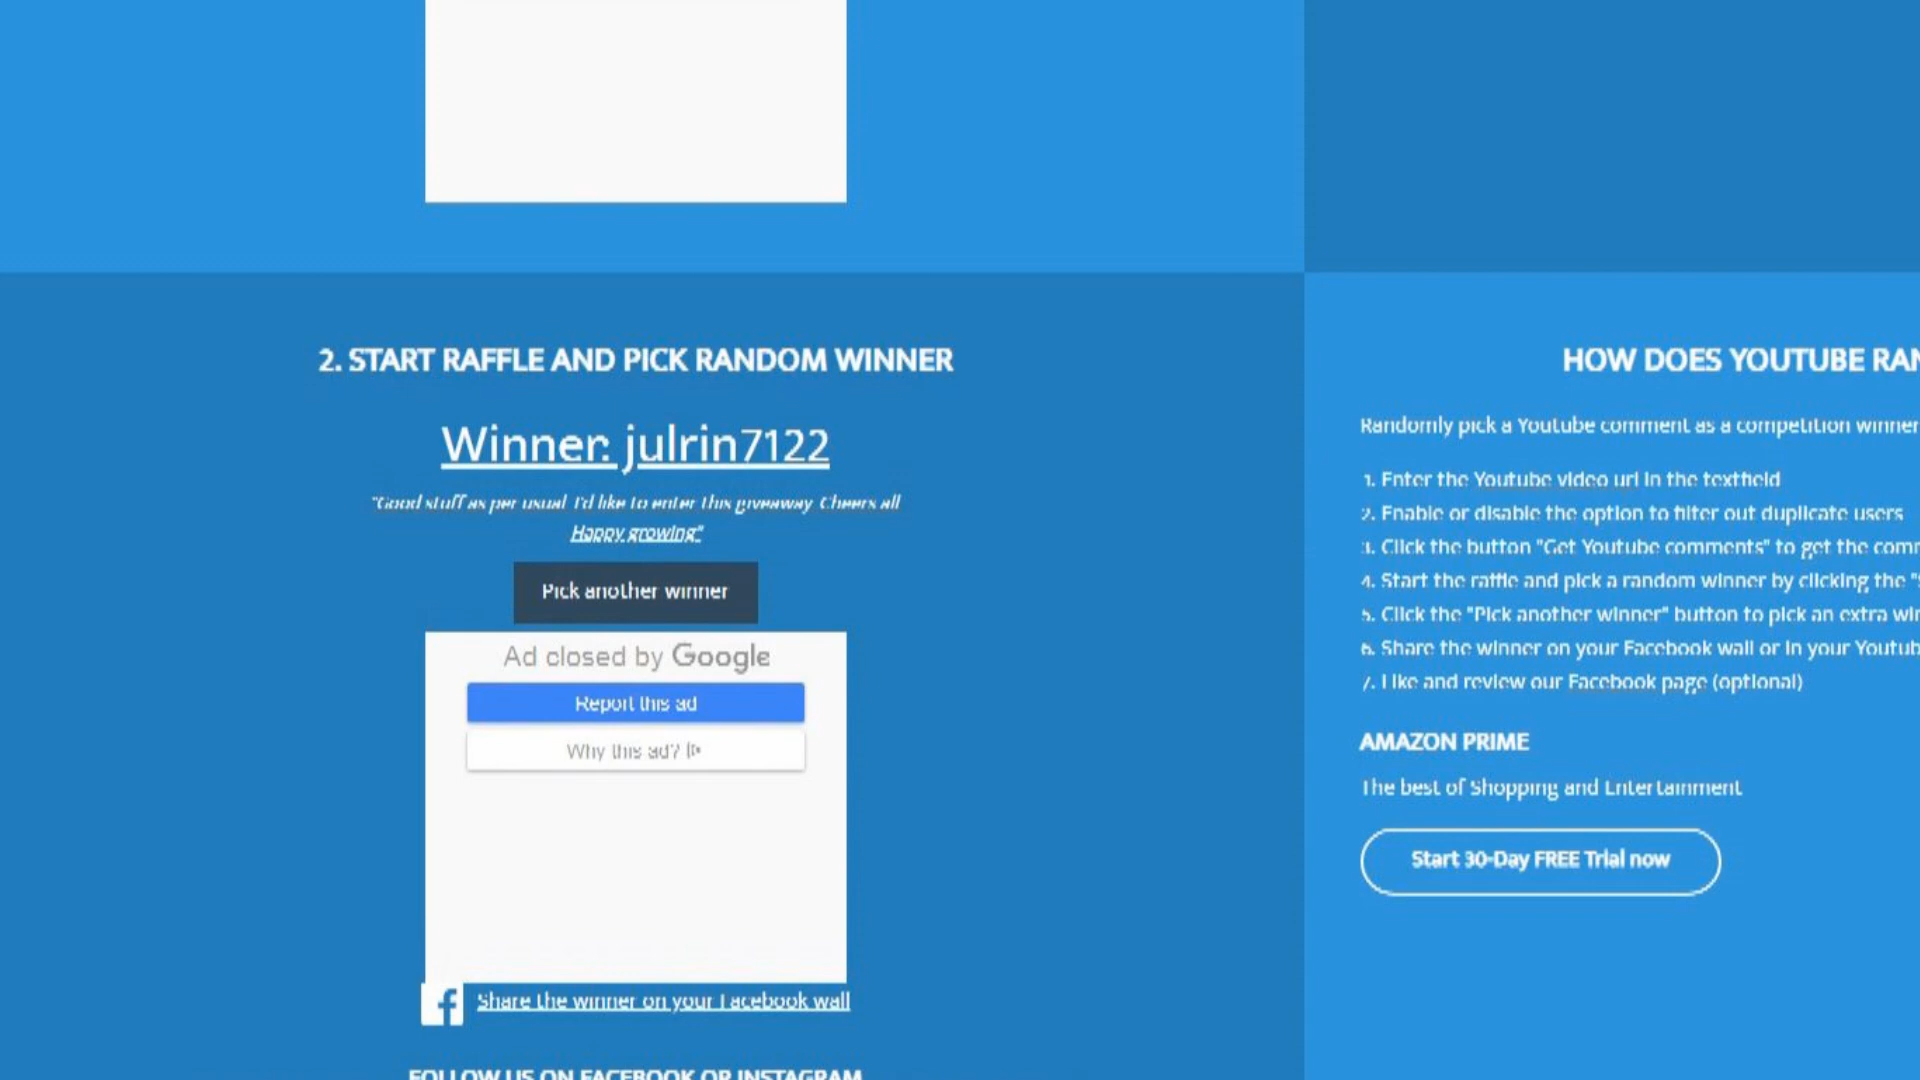 2. START RAFFLE AND PICK RANDOM WINNER
Winner: julrin7122
"Good stuff as per usual I'd like to enter this giveaway Cheers all
Happy growing"
Pick another winner
Ad closed by Google
Report this ad
Why this ad?
Share the winner on your Facebook wall
FOLLOW US ON FACEBOOK OR INSTAGRAM
HOW DOES YOUTUBE RAN
Randomly pick a Youtube comment as a competition winner
1. Enter the Youtube video url in the textfield
2. Enable or disable the option to filter out duplicate users
3. Click the button "Get Youtube comments" to get the comm
4. Start the raffle and pick a random winner by clicking the "S
5. Click the "Pick another winner" button to pick an extra win
6. Share the winner on your Facebook wall or in your Youtub
7. Like and review our Facebook page (optional)
AMAZON PRIME
The best of Shopping and Entertainment
Start 30-Day FREE Trial now